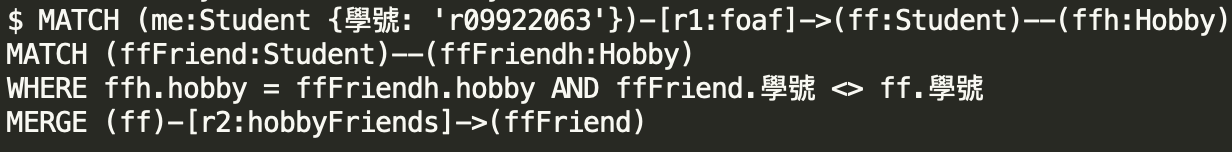 $ MATCH (me:Student {學號: 'r09922063'})-[r1:foaf]->(ff:Student)--(ffh:Hobby)
MATCH (ffFriend:Student)--(ffFriendh:Hobby)
WHERE ffh.hobby = ffFriendh.hobby AND ffFriend.學號 <> ff.學號
MERGE (ff)-[r2:hobbyFriends]->(ffFriend)